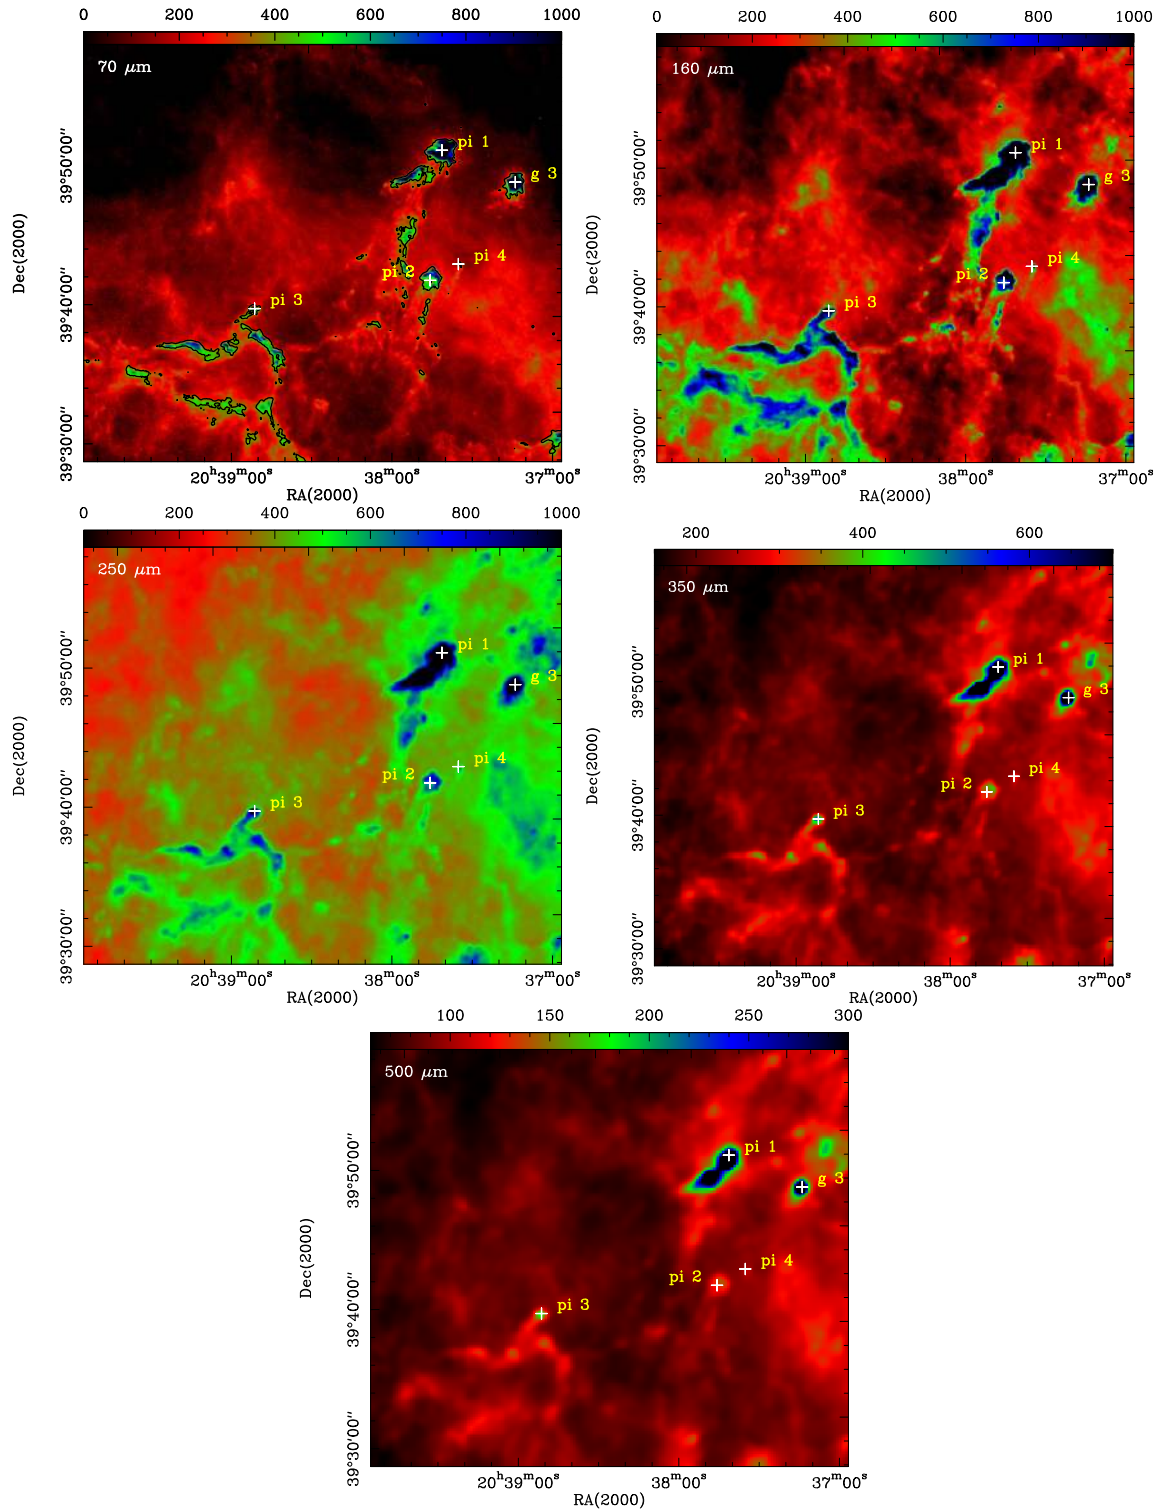 0 200 400 600 800 1000
70 μm
pi 1
g 3
pi 4
pi 2
pi 3
39°50'00''
39°40'00''
39°30'00''
Dec(2000)
20h39m00s 38m00s 37m00s
RA(2000)
0 200 400 600 800 1000
160 μm
pi 1
g 3
pi 4
pi 2
pi 3
39°50'00''
39°40'00''
39°30'00''
Dec(2000)
20h39m00s 38m00s 37m00s
RA(2000)
0 200 400 600 800 1000
250 μm
pi 1
g 3
pi 4
pi 2
pi 3
39°50'00''
39°40'00''
39°30'00''
Dec(2000)
20h39m00s 38m00s 37m00s
RA(2000)
200 400 600
350 μm
pi 1
g 3
pi 4
pi 2
pi 3
39°50'00''
39°40'00''
39°30'00''
Dec(2000)
20h39m00s 38m00s 37m00s
RA(2000)
100 150 200 250 300
500 μm
pi 1
g 3
pi 4
pi 2
pi 3
39°50'00''
39°40'00''
39°30'00''
Dec(2000)
20h39m00s 38m00s 37m00s
RA(2000)